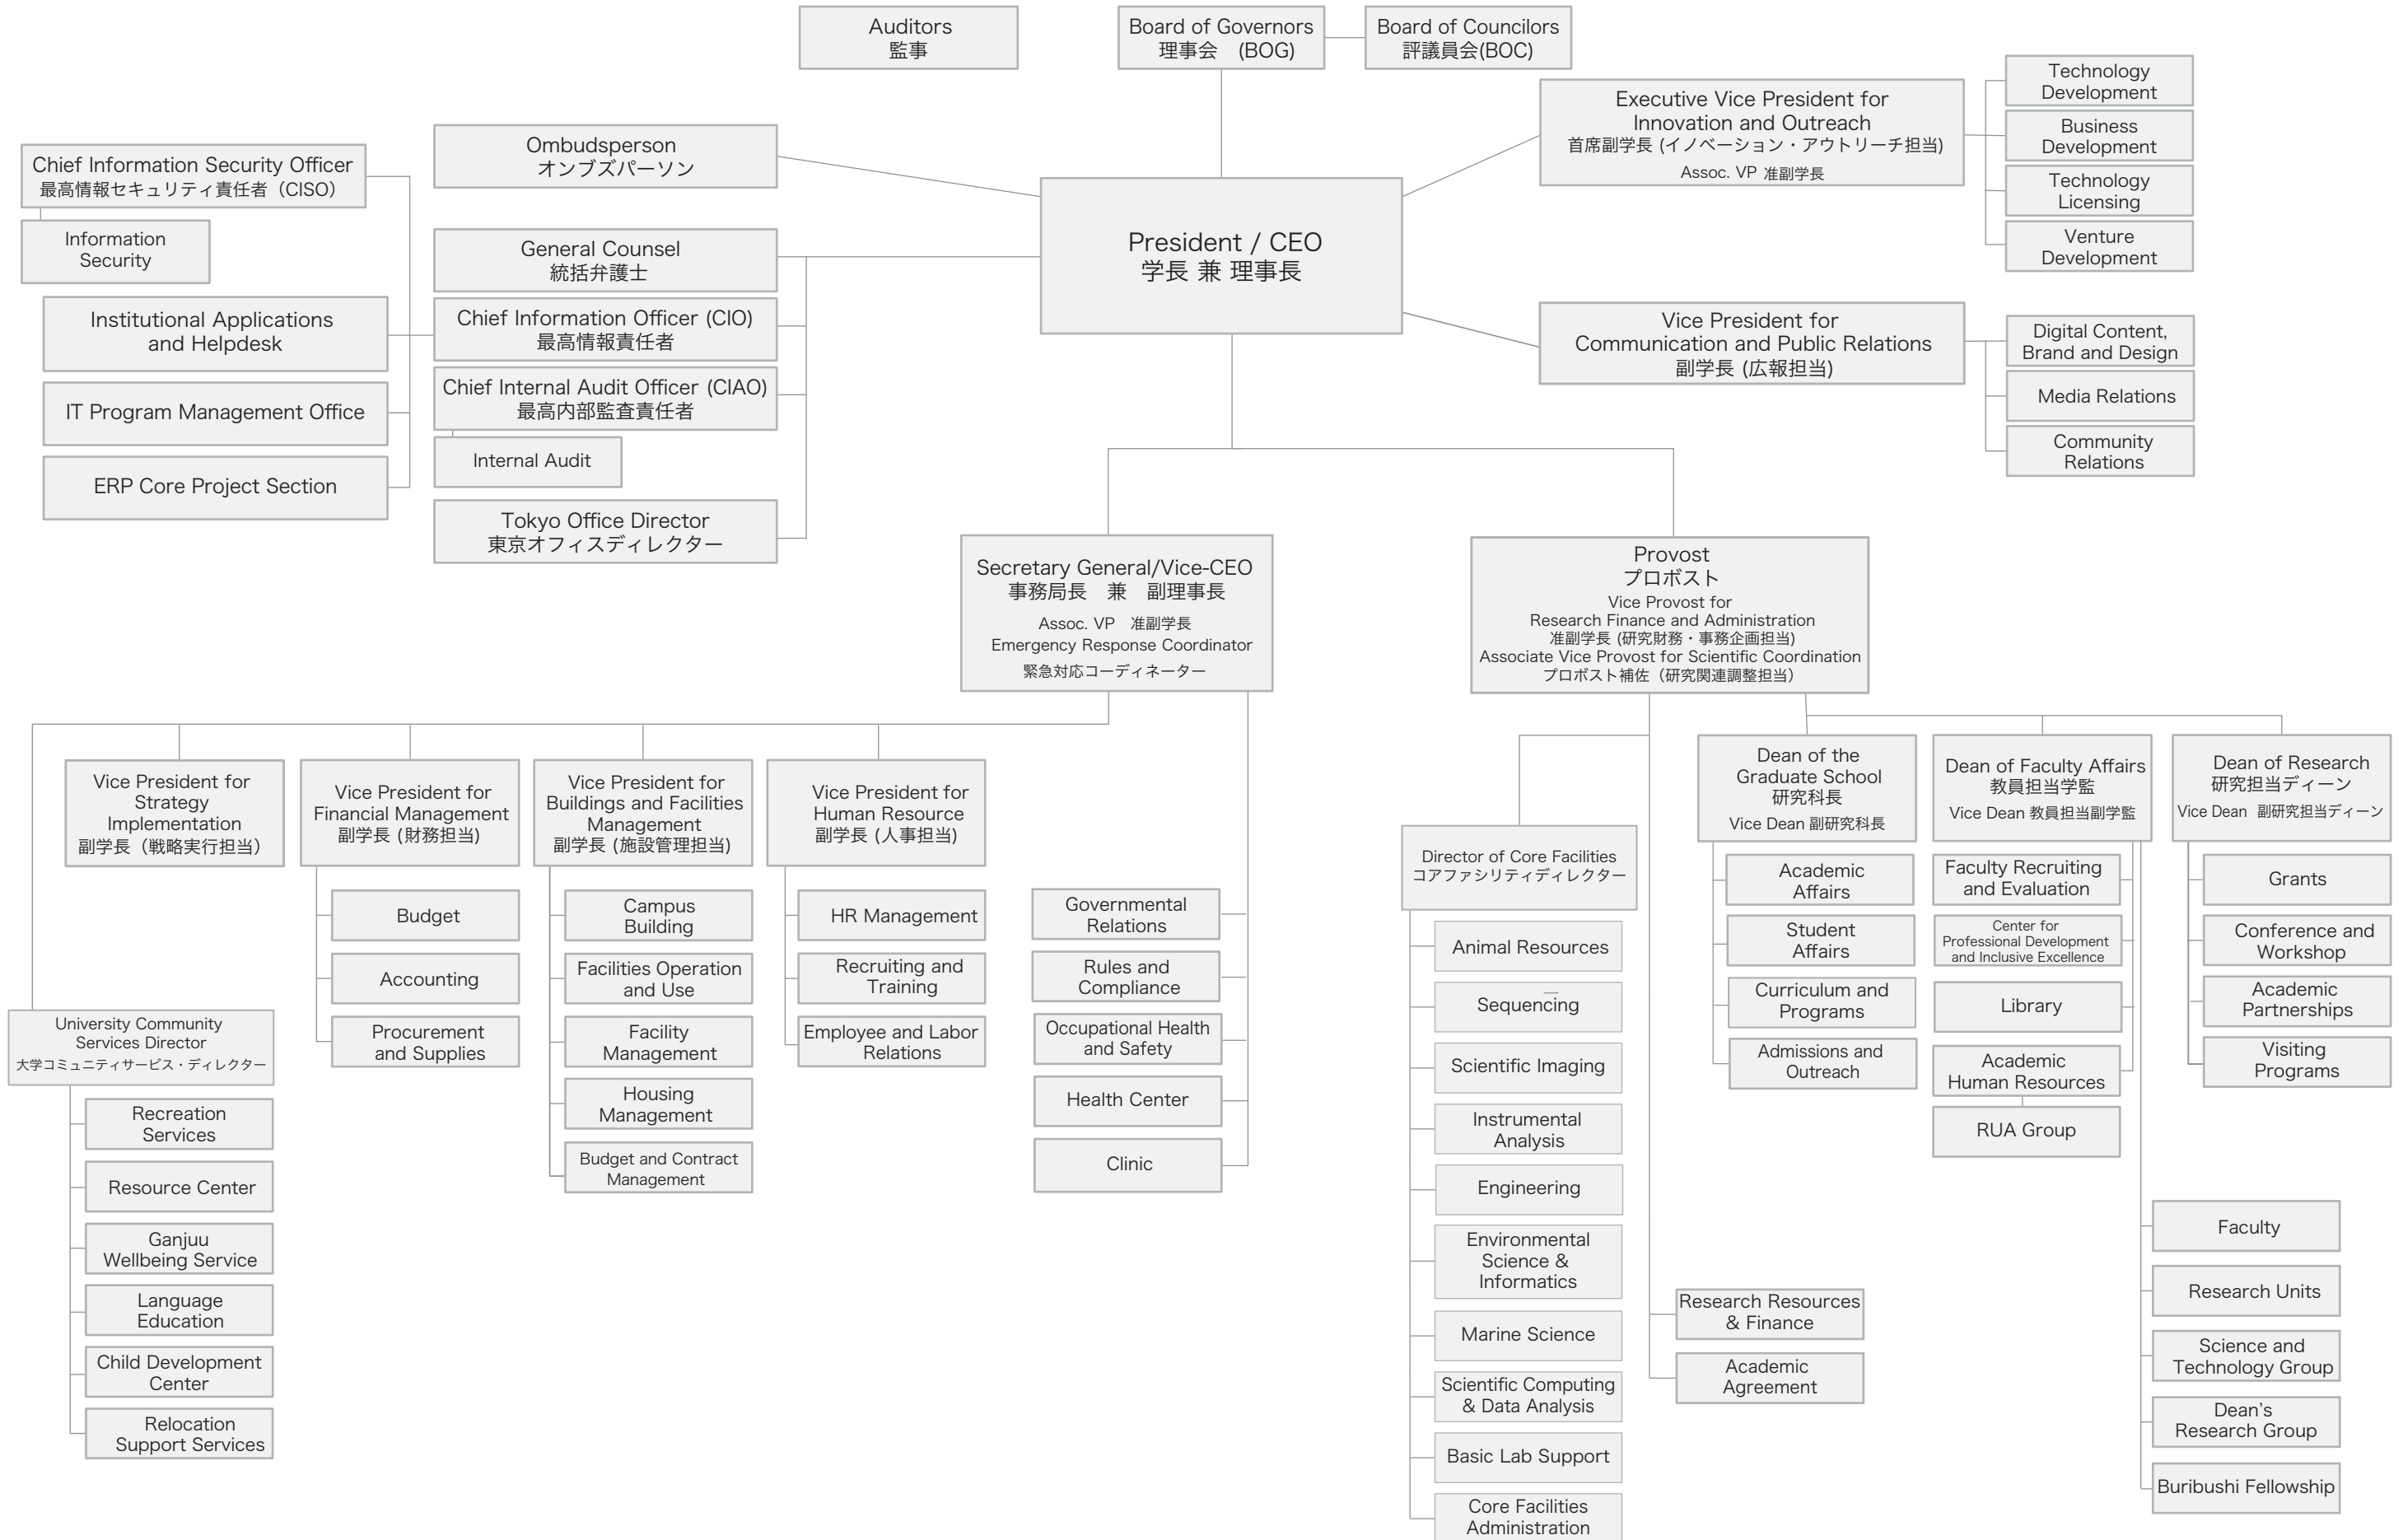 Auditors
監事
Board of Governors
理事会　(BOG)
Board of Councilors
評議員会(BOC)
Executive Vice President for
Innovation and Outreach
首席副学長 (イノベーション・アウトリーチ担当)
Assoc. VP 准副学長
Technology
Development
Business
Development
Technology
Licensing
Venture
Development
Ombudsperson
オンブズパーソン
Chief Information Security Officer
最高情報セキュリティ責任者（CISO）
Information
Security
General Counsel
統括弁護士
President / CEO
学長 兼 理事長
Institutional Applications
and Helpdesk
Chief Information Officer (CIO)
最高情報責任者
Vice President for
Communication and Public Relations
副学長 (広報担当)
Digital Content,
Brand and Design
Media Relations
Community
Relations
IT Program Management Office
Chief Internal Audit Officer (CIAO)
最高内部監査責任者
Internal Audit
ERP Core Project Section
Tokyo Office Director
東京オフィスディレクター
Secretary General/Vice-CEO
事務局長　兼　副理事長
Assoc. VP　准副学長
Emergency Response Coordinator
緊急対応コーディネーター
Provost
プロボスト
Vice Provost for
Research Finance and Administration
准副学長 (研究財務・事務企画担当)
Associate Vice Provost for Scientific Coordination
プロボスト補佐（研究関連調整担当）
Vice President for
Strategy
Implementation
副学長（戦略実行担当）
Vice President for
Financial Management
副学長 (財務担当)
Budget
Accounting
Procurement
and Supplies
Vice President for
Buildings and Facilities
Management
副学長 (施設管理担当)
Campus
Building
Facilities Operation
and Use
Facility
Management
Housing
Management
Budget and Contract
Management
Vice President for
Human Resource
副学長 (人事担当)
HR Management
Recruiting and
Training
Employee and Labor
Relations
Governmental
Relations
Rules and
Compliance
Occupational Health
and Safety
Health Center
Clinic
University Community
Services Director
大学コミュニティサービス・ディレクター
Recreation
Services
Resource Center
Ganjuu
Wellbeing Service
Language
Education
Child Development
Center
Relocation
Support Services
Director of Core Facilities
コアファシリティディレクター
Animal Resources
Sequencing
Scientific Imaging
Instrumental
Analysis
Engineering
Environmental
Science &
Informatics
Marine Science
Scientific Computing
& Data Analysis
Basic Lab Support
Core Facilities
Administration
Research Resources
& Finance
Academic
Agreement
Dean of the
Graduate School
研究科長
Vice Dean 副研究科長
Academic
Affairs
Student
Affairs
Curriculum and
Programs
Admissions and
Outreach
Dean of Faculty Affairs
教員担当学監
Vice Dean 教員担当副学監
Faculty Recruiting
and Evaluation
Center for
Professional Development
and Inclusive Excellence
Library
Academic
Human Resources
RUA Group
Faculty
Research Units
Science and
Technology Group
Dean's
Research Group
Buribushi Fellowship
Dean of Research
研究担当ディーン
Vice Dean 副研究担当ディーン
Grants
Conference and
Workshop
Academic
Partnerships
Visiting
Programs